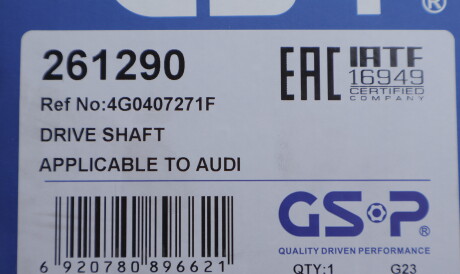 GSP®
261290
Ref No:4G0407271F
DRIVE SHAFT
APPLICABLE TO AUDI
EAC
IATF
16949
CERTIFIED
COMPANY
6 920780 896621
GSP®
QUALITY DRIVEN PERFORMANCE
QTY:1 G23